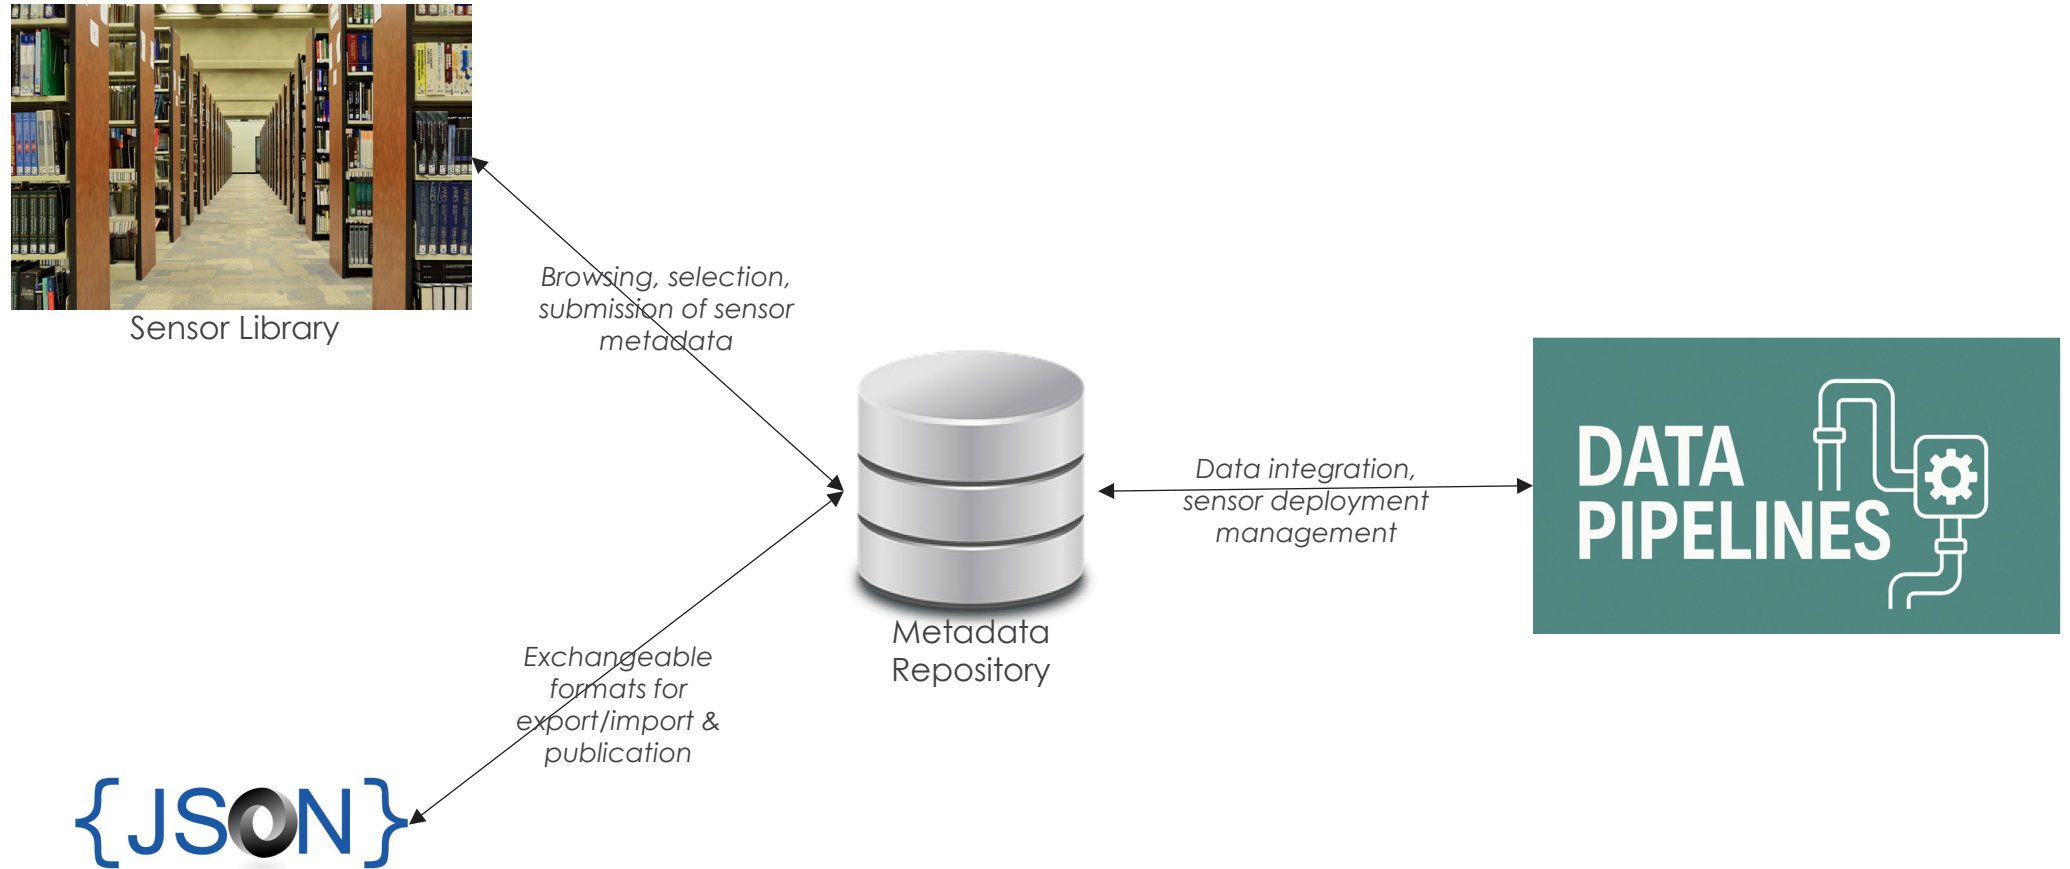 Sensor Library
Browsing, selection,
submission of sensor
metadata
Metadata
Repository
Data integration,
sensor deployment
management
DATA
PIPELINES
Exchangeable
formats for
export/import &
publication
{JSON}